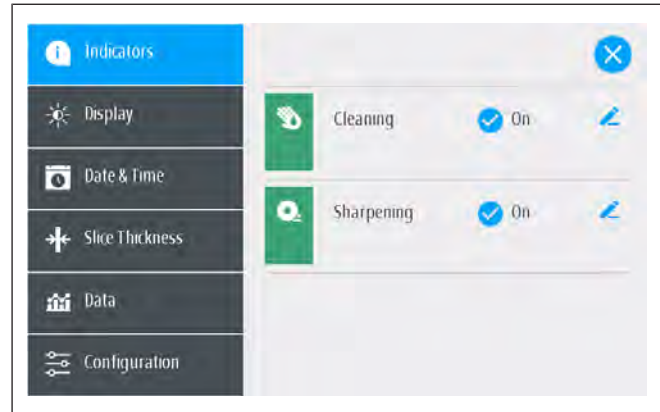 Indicators
Display
Date & Time
Slice Thickness
Data
Configuration
Cleaning On
Sharpening On